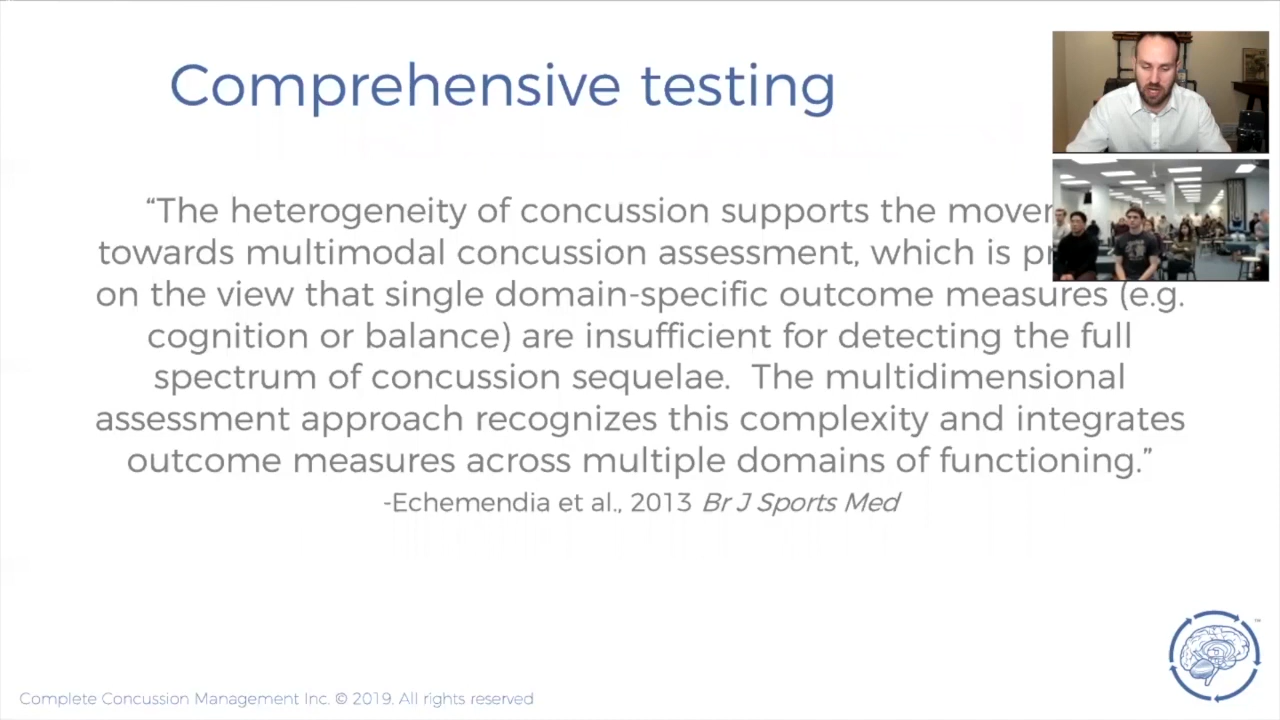 Comprehensive testing
“The heterogeneity of concussion supports the
towards multimodal concussion assessment, which is
on the view that single domain-specific outcome measures (e.g.
cognition or balance) are insufficient for detecting the full
spectrum of concussion sequelae. The multidimensional
assessment approach recognizes this complexity and integrates
outcome measures across multiple domains of functioning.”
-Echemendia et al., 2013 Br J Sports Med
Complete Concussion Management Inc. © 2019. All rights reserved